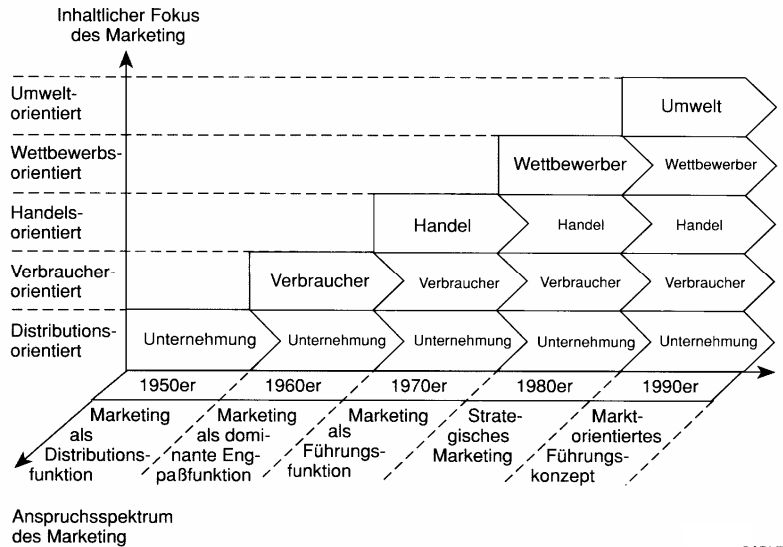 Inhaltlicher Fokus
des Marketing
Umwelt-
orientiert
Umwelt
Wettbewerbs-
orientiert
Wettbewerber
Wettbewerber
Handels-
orientiert
Handel
Handel
Handel
Verbraucher-
orientiert
Verbraucher
Verbraucher
Verbraucher
Verbraucher
Distributions-
orientiert
Unternehmung
Unternehmung
Unternehmung
Unternehmung
Unternehmung
1950er
1960er
1970er
1980er
1990er
Marketing
als
Distributions-
funktion
Marketing
als domi-
nante Eng-
paßfunktion
Marketing
als
Führungs-
funktion
Strate-
gisches
Marketing
Markt-
orientiertes
Führungs-
konzept
Anspruchsspektrum
des Marketing